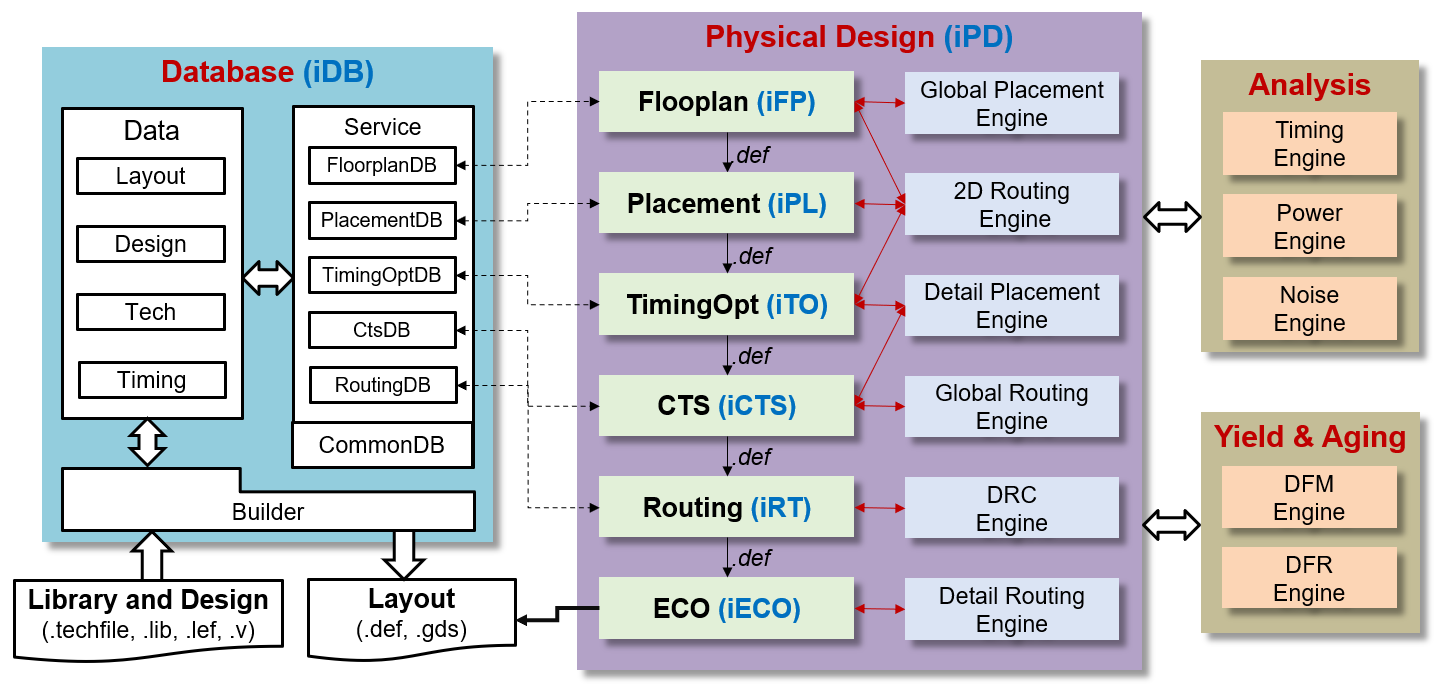 Database (iDB)
Data
Layout
Design
Tech
Timing
Service
FloorplanDB
PlacementDB
TimingOptDB
CtsDB
RoutingDB
CommonDB
Builder
Library and Design
(.techfile, .lib, .lef, .v)
Layout
(.def, .gds)
Physical Design (iPD)
Flooplan (iFP)
.def
Placement (iPL)
.def
TimingOpt (iTO)
.def
CTS (iCTS)
.def
Routing (iRT)
.def
ECO (iECO)
Global Placement
Engine
2D Routing
Engine
Detail Placement
Engine
Global Routing
Engine
DRC
Engine
Detail Routing
Engine
Analysis
Timing
Engine
Power
Engine
Noise
Engine
Yield & Aging
DFM
Engine
DFR
Engine